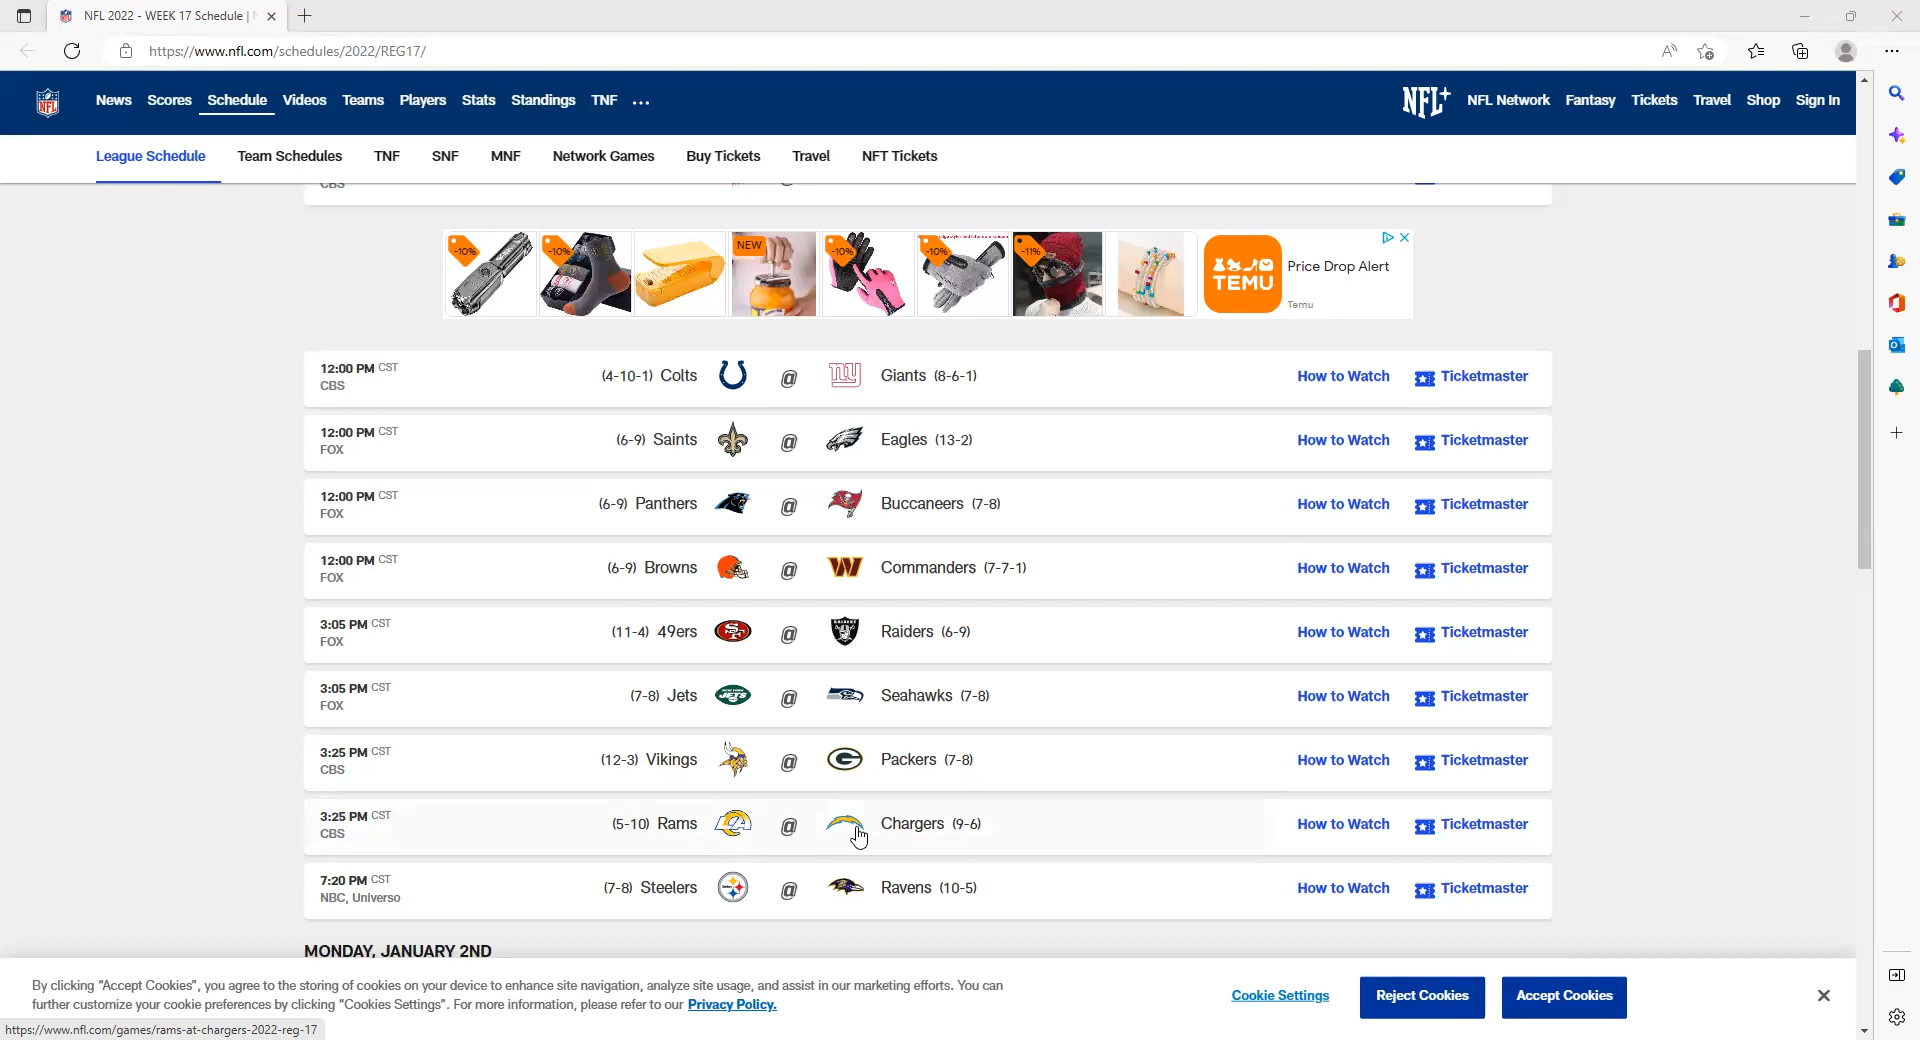 NFL 2022 - WEEK 17 Schedule |
https://www.nfl.com/schedules/2022/REG17/
NFL
News Scores Schedule Videos Teams Players Stats Standings TNF ...
NFL+ NFL Network Fantasy Tickets Travel Shop Sign In
League Schedule Team Schedules TNF SNF MNF Network Games Buy Tickets Travel NFT Tickets
CBS @
-10% -10% NEW -10% -10% -11%
TEMU
Price Drop Alert
Temu
12:00 PM CST
CBS
(4-10-1) Colts @ ny Giants (8-6-1) How to Watch Ticketmaster
12:00 PM CST
FOX
(6-9) Saints @ Eagles (13-2) How to Watch Ticketmaster
12:00 PM CST
FOX
(6-9) Panthers @ Buccaneers (7-8) How to Watch Ticketmaster
12:00 PM CST
FOX
(6-9) Browns @ W Commanders (7-7-1) How to Watch Ticketmaster
3:05 PM CST
FOX
(11-4) 49ers SF @ RAIDERS Raiders (6-9) How to Watch Ticketmaster
3:05 PM CST
FOX
(7-8) Jets JETS @ Seahawks (7-8) How to Watch Ticketmaster
3:25 PM CST
CBS
(12-3) Vikings @ G Packers (7-8) How to Watch Ticketmaster
3:25 PM CST
CBS
(5-10) Rams LA @ Chargers (9-6) How to Watch Ticketmaster
7:20 PM CST
NBC, Universo
(7-8) Steelers @ Ravens (10-5) How to Watch Ticketmaster
MONDAY, JANUARY 2ND
By clicking "Accept Cookies", you agree to the storing of cookies on your device to enhance site navigation, analyze site usage, and assist in our marketing efforts. You can
further customize your cookie preferences by clicking "Cookies Settings". For more information, please refer to our Privacy Policy.
Cookie Settings Reject Cookies Accept Cookies
https://www.nfl.com/games/rams-at-chargers-2022-reg-17